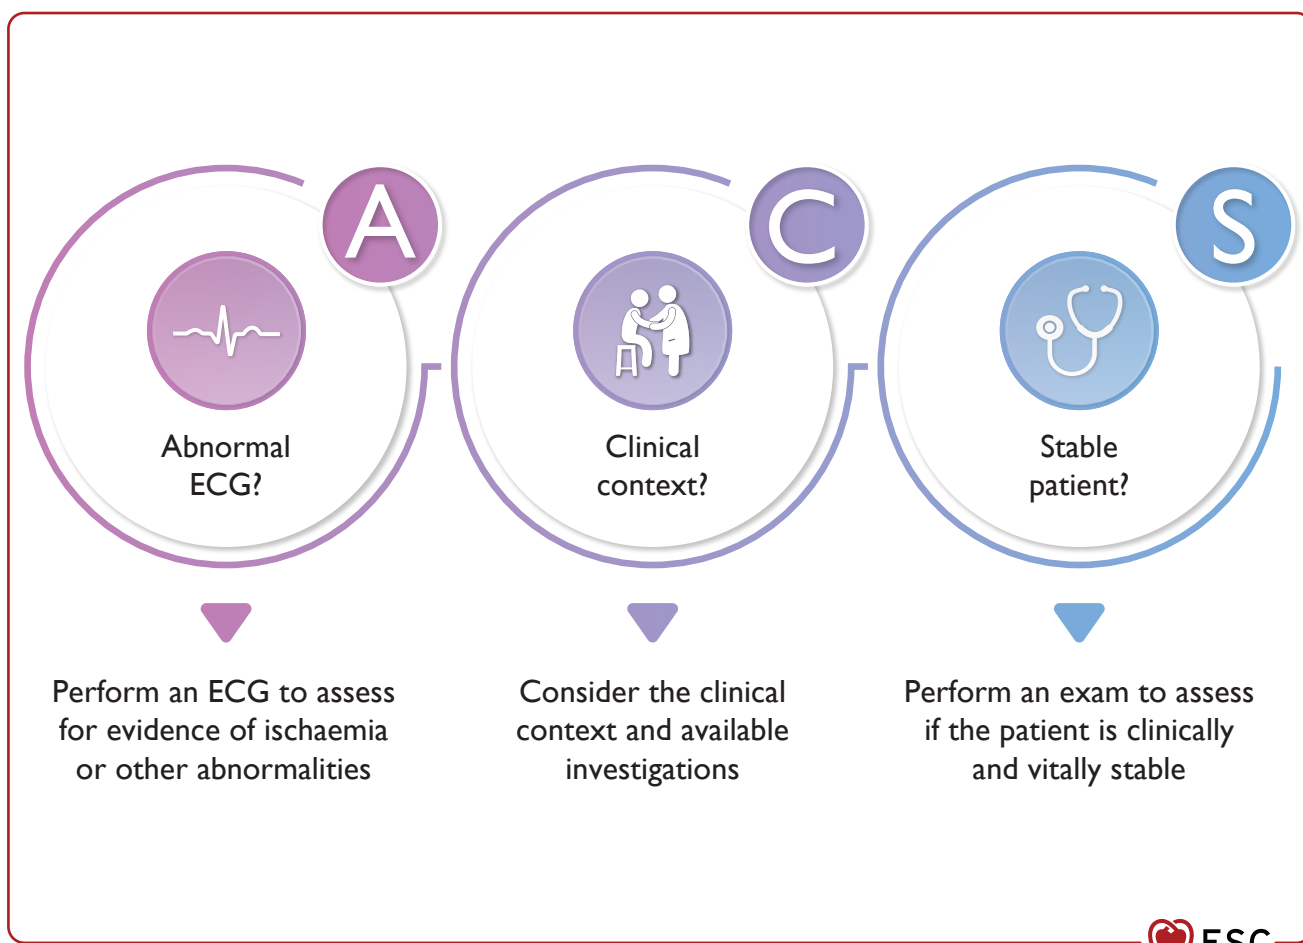 A
C
S
Abnormal
ECG?
Clinical
context?
Stable
patient?
Perform an ECG to assess
for evidence of ischaemia
or other abnormalities
Consider the clinical
context and available
investigations
Perform an exam to assess
if the patient is clinically
and vitally stable
ESC